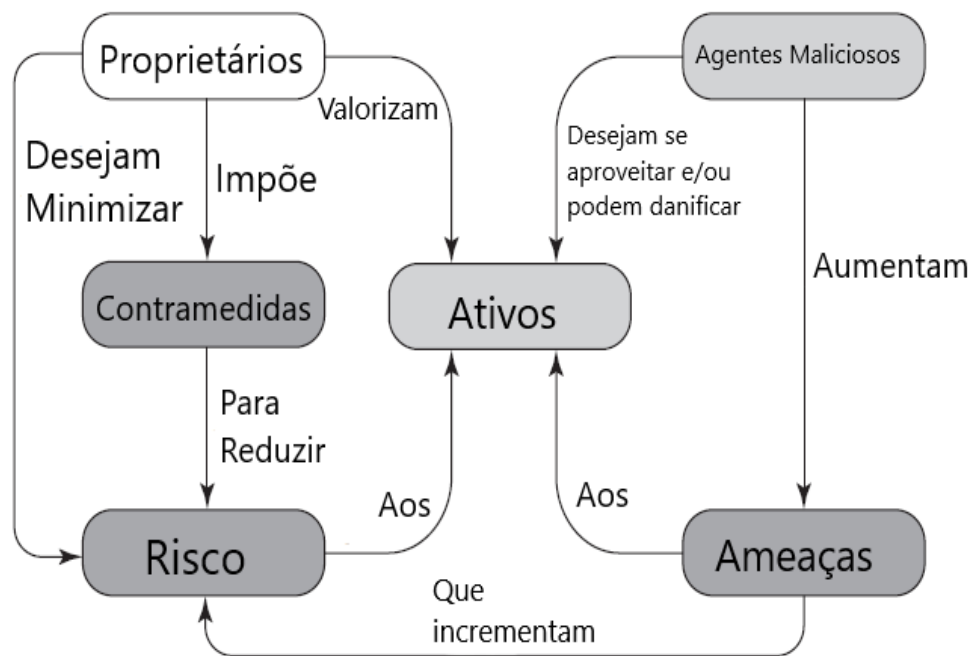 Proprietários
Agentes Maliciosos
Valorizam
Desejam
Minimizar
Impõe
Desejam se
aproveitar e/ou
podem danificar
Aumentam
Contramedidas
Ativos
Para
Reduzir
Aos
Aos
Risco
Ameaças
Que
incrementam